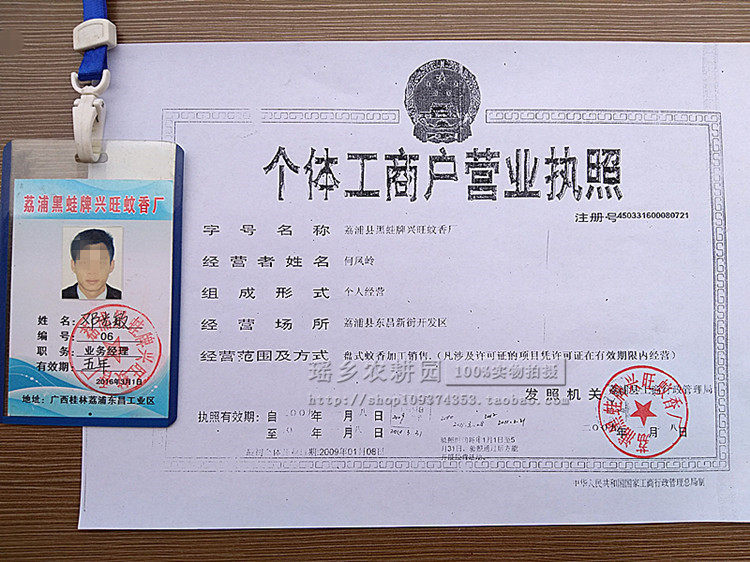 荔浦黑蛙牌兴旺蚊香厂
姓 名:
编 号: 06
职 务: 业务经理
有效期: 五年
2016年3月1日
地址: 广西桂林荔浦东昌工业区
个体工商户营业执照
注册号450331600080721
字号名称 荔浦县黑蛙牌兴旺蚊香厂
经营者姓名 何凤岭
组成形式 个人经营
经营场所 荔浦县东昌新街开发区
经营范围及方式 盘式蚊香加工销售。(凡涉及许可证的项目凭许可证在有效期限内经营)
瑶乡农耕园 100%实物拍摄
http://shop109374353.taobao.com
发照机关
执照有效期: 自
至
2009年01月08日
中华人民共和国国家工商行政管理总局制